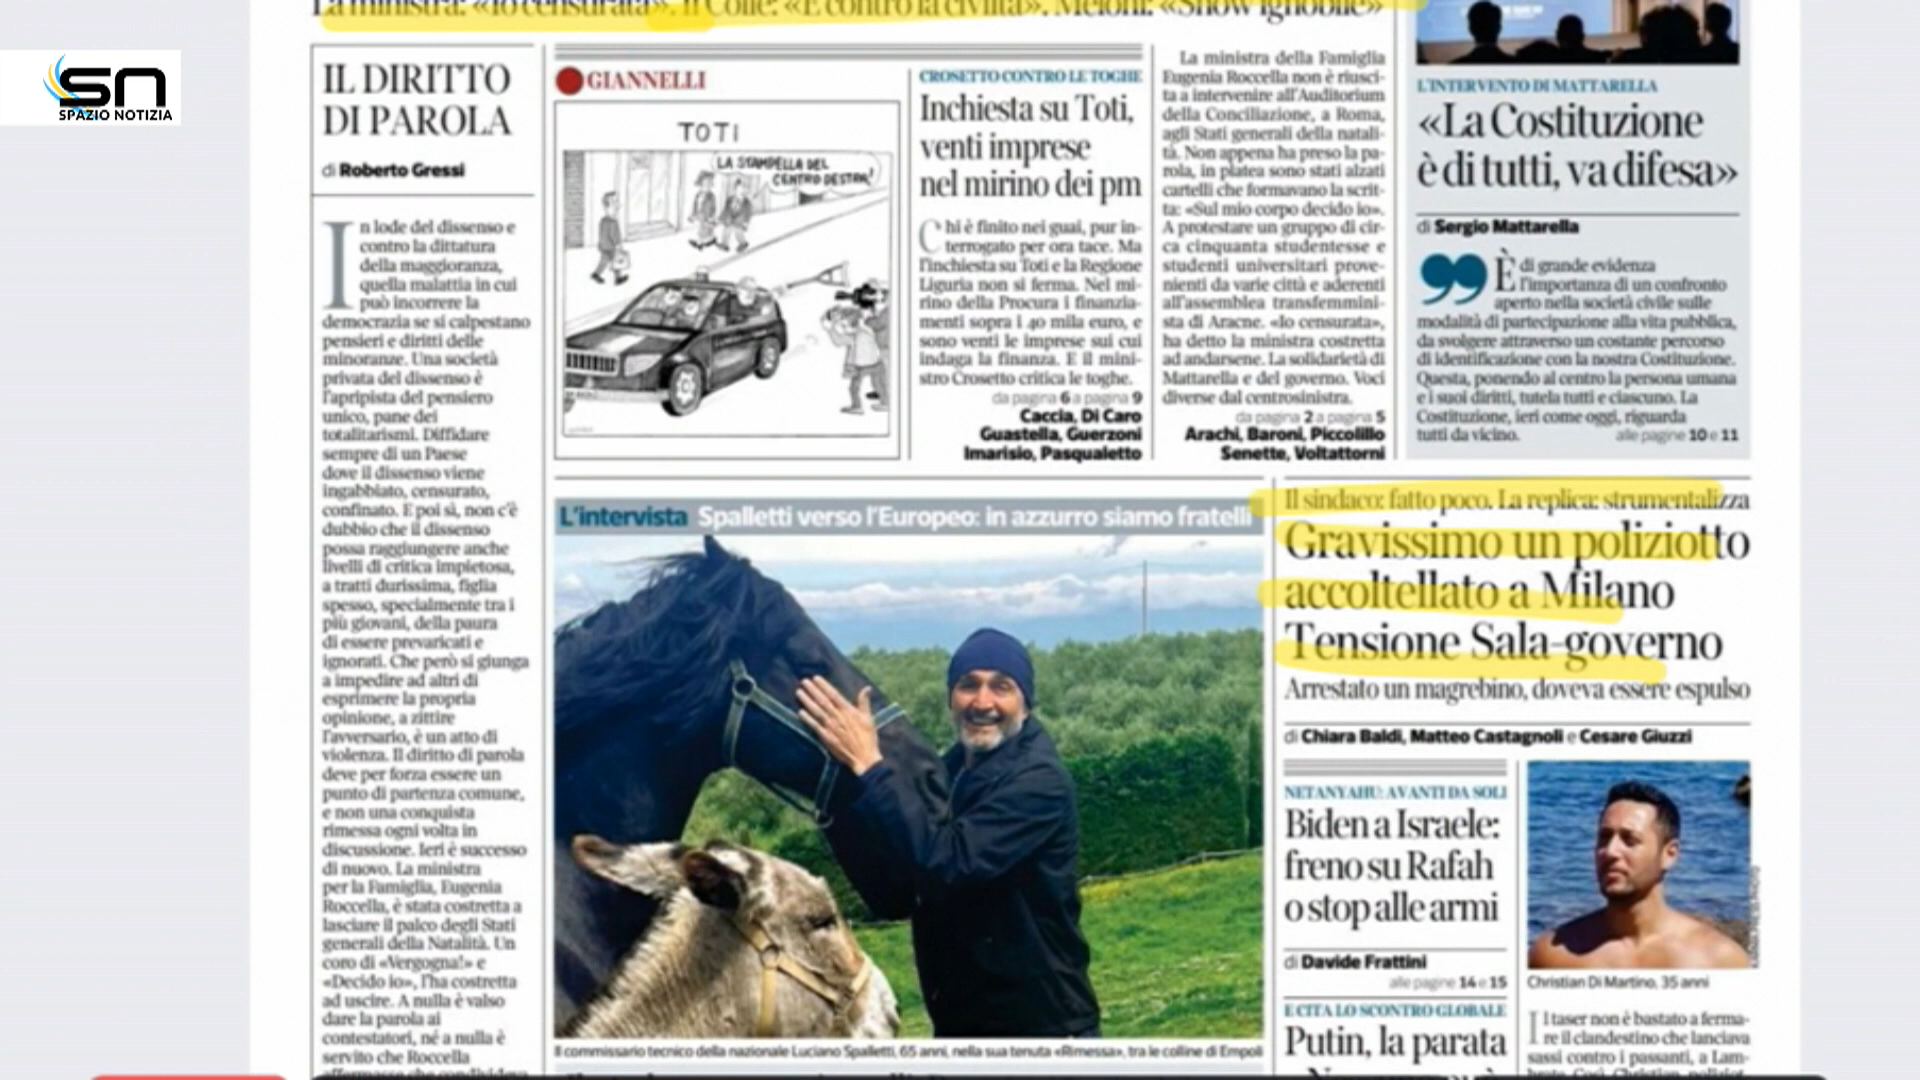 La ministra: «Io censurata». Il Colle: «È contro la civiltà». Meloni: «Show ignobile»
SN
SPAZIO NOTIZIA
IL DIRITTO
DI PAROLA
di Roberto Gressi
In lode del dissenso e
contro la dittatura
della maggioranza,
quella malattia in cui
può incorrere la
democrazia se si calpestano
pensieri e diritti delle
minoranze. Una società
privata del dissenso è
l'apripista del pensiero
unico, pane dei
totalitarismi. Diffidare
sempre di un Paese
dove il dissenso viene
ingabbiato, censurato,
confinato. E poi sì, non c'è
dubbio che il dissenso
possa raggiungere anche
livelli di critica impietosa,
a tratti durissima, figlia
spesso, specialmente tra i
più giovani, della paura
di essere prevaricati e
ignorati. Che però si giunga
a impedire ad altri di
esprimere la propria
opinione, a zittire
l'avversario, è un atto di
violenza. Il diritto di parola
deve per forza essere un
punto di partenza comune,
e non una conquista
rimessa ogni volta in
discussione. Ieri è successo
di nuovo. La ministra
per la Famiglia, Eugenia
Roccella, è stata costretta a
lasciare il palco degli Stati
generali della Natalità. Un
coro di «Vergogna!» e
«Decido io», l'ha costretta
ad uscire. A nulla è valso
dare la parola ai
contestatori, né a nulla è
servito che Roccella
affermasse che condivideva
GIANNELLI
TOTI
LA STAMPELLA DEL
CENTRO DESTRA!
CROSETTO CONTRO LE TOGHE
Inchiesta su Toti,
venti imprese
nel mirino dei pm
Chi è finito nei guai, pur in-
terrogato per ora tace. Ma
l'inchiesta su Toti e la Regione
Liguria non si ferma. Nel mi-
rino della Procura i finanzia-
menti sopra i 40 mila euro, e
sono venti le imprese sui cui
indaga la finanza. E il mini-
stro Crosetto critica le toghe.
da pagina 6 a pagina 9
Caccia, Di Caro
Guastella, Guerzoni
Imarisio, Pasqualetto
La ministra della Famiglia
Eugenia Roccella non è riusci-
ta a intervenire all'Auditorium
della Conciliazione, a Roma,
agli Stati generali della natali-
tà. Non appena ha preso la pa-
rola, in platea sono stati alzati
cartelli che formavano la scrit-
ta: «Sul mio corpo decido io».
A protestare un gruppo di cir-
ca cinquanta studentesse e
studenti universitari prove-
nienti da varie città e aderenti
all'assemblea transfemmini-
sta di Aracne. «Io censurata»,
ha detto la ministra costretta
ad andarsene. La solidarietà di
Mattarella e del governo. Voci
diverse dal centrosinistra.
da pagina 2 a pagina 5
Arachi, Baroni, Piccolillo
Senette, Voltattorni
L'INTERVENTO DI MATTARELLA
«La Costituzione
è di tutti, va difesa»
di Sergio Mattarella
È di grande evidenza
l'importanza di un confronto
aperto nella società civile sulle
modalità di partecipazione alla vita pubblica,
da svolgere attraverso un costante percorso
di identificazione con la nostra Costituzione.
Questa, ponendo al centro la persona umana
e i suoi diritti, tutela tutti e ciascuno. La
Costituzione, ieri come oggi, riguarda
tutti da vicino.
alle pagine 10 e 11
L'intervista Spalletti verso l'Europeo: in azzurro siamo fratelli
Il commissario tecnico della nazionale Luciano Spalletti, 65 anni, nella sua tenuta «Rimessa», tra le colline di Empoli
Il sindaco: fatto poco. La replica: strumentalizza
Gravissimo un poliziotto
accoltellato a Milano
Tensione Sala-governo
Arrestato un magrebino, doveva essere espulso
di Chiara Baldi, Matteo Castagnoli e Cesare Giuzzi
NETANYAHU: AVANTI DA SOLI
Biden a Israele:
freno su Rafah
o stop alle armi
di Davide Frattini
alle pagine 14 e 15
E CITA LO SCONTRO GLOBALE
Putin, la parata
Christian Di Martino, 35 anni
Il taser non è bastato a ferma-
re il clandestino che lanciava
sassi contro i passanti, a Lam-